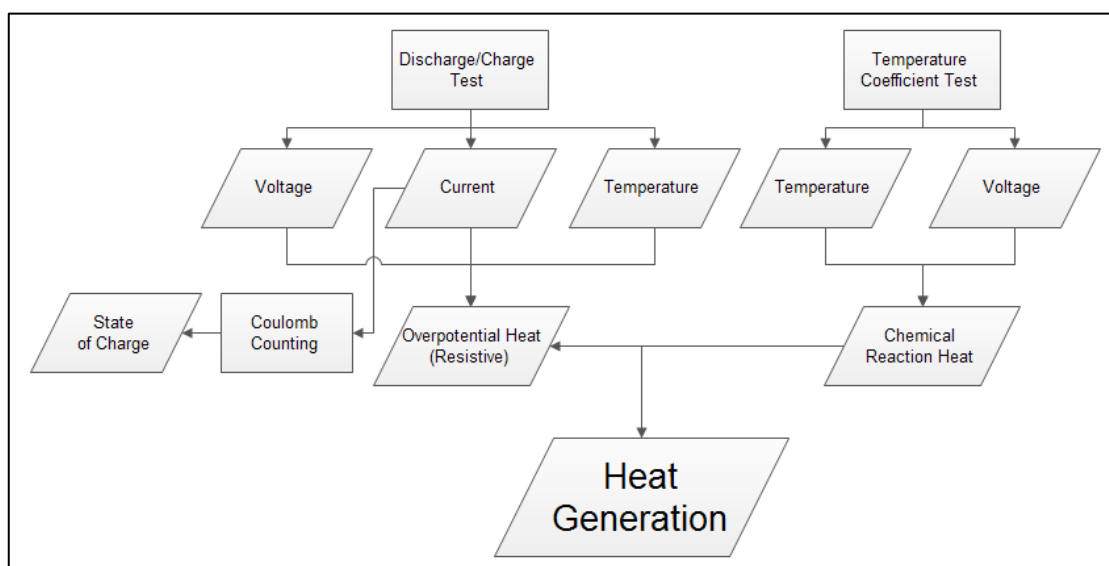 Discharge/Charge
Test
Temperature
Coefficient Test
Voltage
Current
Temperature
Temperature
Voltage
State
of Charge
Coulomb
Counting
Overpotential Heat
(Resistive)
Chemical
Reaction Heat
Heat
Generation